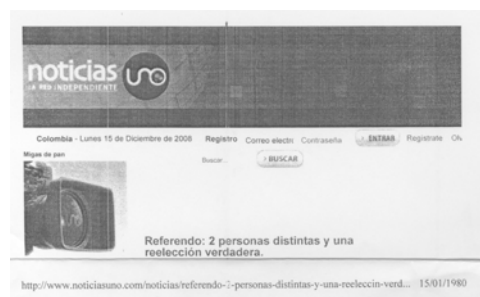 noticias uno
LA RED INDEPENDIENTE
Colombia - Lunes 15 de Diciembre de 2008 Registro Correo electri Contraseña › ENTRAR Registrate
Migas de pan
Buscar... › BUSCAR
Referendo: 2 personas distintas y una
reelección verdadera.
http://www.noticiasuno.com/noticias/referendo-2-personas-distintas-y-una-reeleccin-verd... 15/01/1980